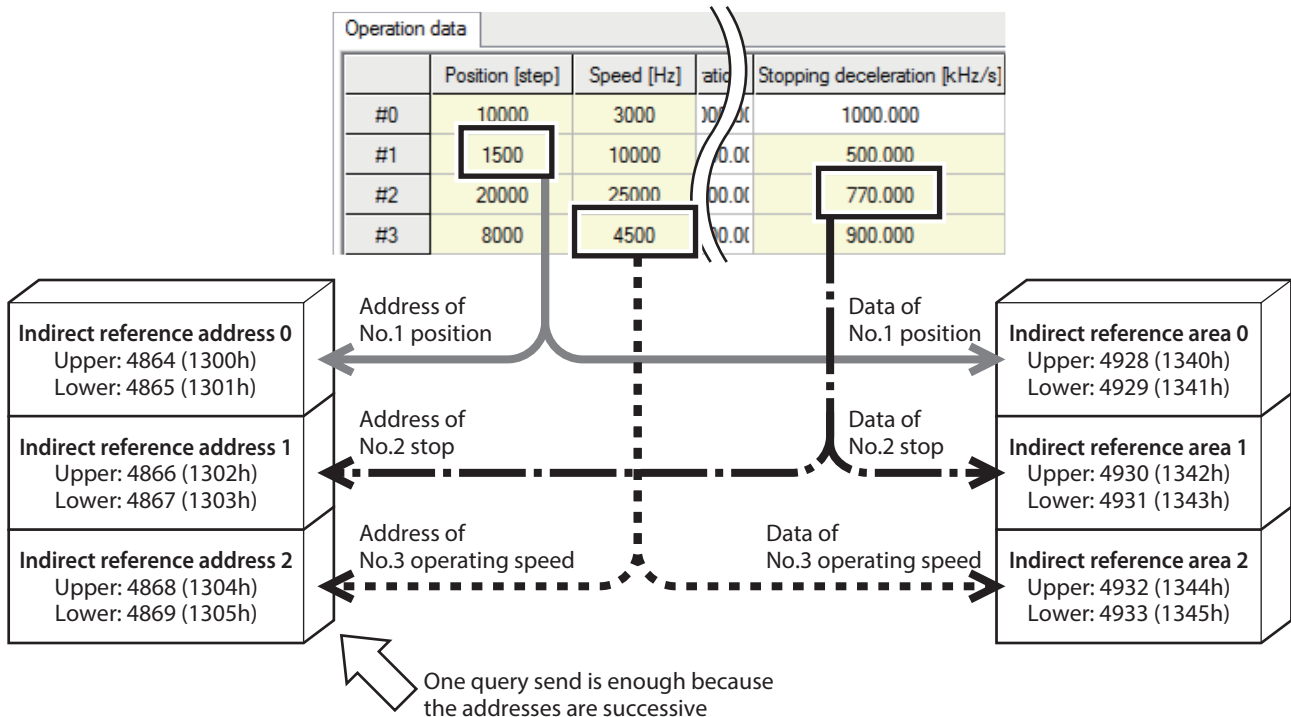 Operation data
Position [step] Speed [Hz] Stopping deceleration [kHz/s]
#0 10000 3000 1000.000
#1 1500 10000 500.000
#2 20000 25000 770.000
#3 8000 4500 900.000
Address of
No.1 position
Data of
No.1 position
Indirect reference address 0
Upper: 4864 (1300h)
Lower: 4865 (1301h)
Indirect reference area 0
Upper: 4928 (1340h)
Lower: 4929 (1341h)
Address of
No.2 stop
Data of
No.2 stop
Indirect reference address 1
Upper: 4866 (1302h)
Lower: 4867 (1303h)
Indirect reference area 1
Upper: 4930 (1342h)
Lower: 4931 (1343h)
Address of
No.3 operating speed
Data of
No.3 operating speed
Indirect reference address 2
Upper: 4868 (1304h)
Lower: 4869 (1305h)
Indirect reference area 2
Upper: 4932 (1344h)
Lower: 4933 (1345h)
One query send is enough because
the addresses are successive